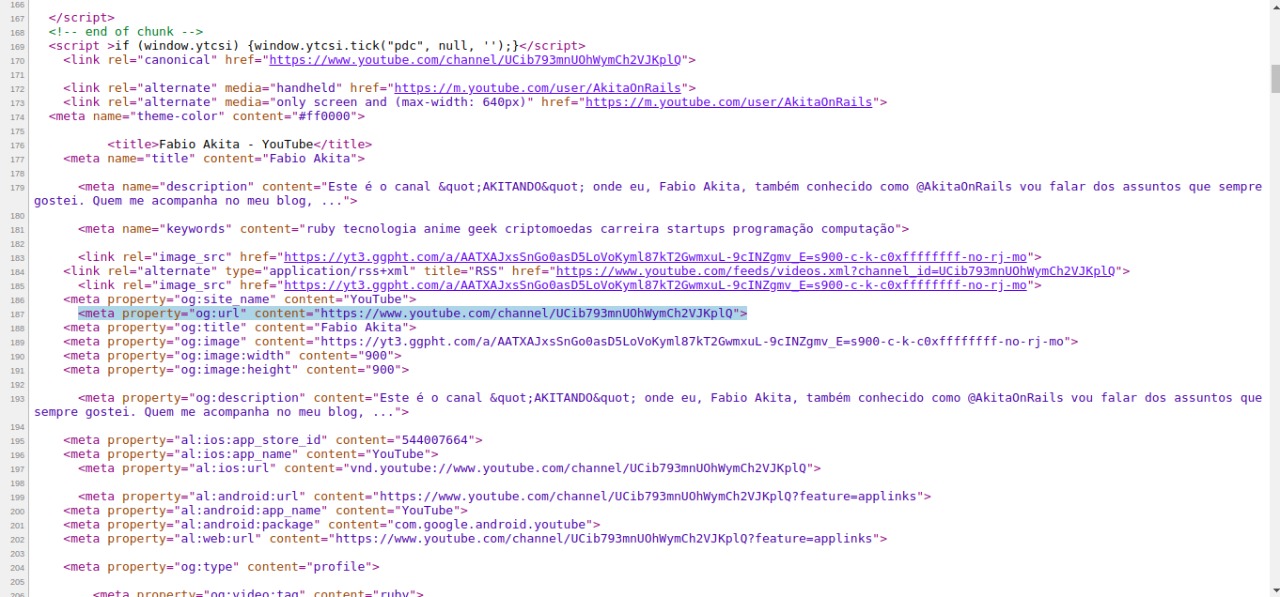 166
167 </script>
168 <!-- end of chunk -->
169 <script >if (window.ytcsi) {window.ytcsi.tick("pdc", null, '');}</script>
170 <link rel="canonical" href="https://www.youtube.com/channel/UCib793mnUOhWymCh2VJKplQ">
171
172 <link rel="alternate" media="handheld" href="https://m.youtube.com/user/AkitaOnRails">
173 <link rel="alternate" media="only screen and (max-width: 640px)" href="https://m.youtube.com/user/AkitaOnRails">
174 <meta name="theme-color" content="#ff0000">
175
176 <title>Fabio Akita - YouTube</title>
177 <meta name="title" content="Fabio Akita">
178
179 <meta name="description" content="Este é o canal &quot;AKITANDO&quot; onde eu, Fabio Akita, também conhecido como @AkitaOnRails vou falar dos assuntos que sempre
gostei. Quem me acompanha no meu blog, ...">
180
181 <meta name="keywords" content="ruby tecnologia anime geek criptomoedas carreira startups programação computação">
182
183 <link rel="image_src" href="https://yt3.ggpht.com/a/AATXAJxsSnGo0asD5LoVoKyml87kT2GwmxuL-9cINZgmv_E=s900-c-k-c0xffffffff-no-rj-mo">
184 <link rel="alternate" type="application/rss+xml" title="RSS" href="https://www.youtube.com/feeds/videos.xml?channel_id=UCib793mnUOhWymCh2VJKplQ">
185 <link rel="image_src" href="https://yt3.ggpht.com/a/AATXAJxsSnGo0asD5LoVoKyml87kT2GwmxuL-9cINZgmv_E=s900-c-k-c0xffffffff-no-rj-mo">
186 <meta property="og:site_name" content="YouTube">
187 <meta property="og:url" content="https://www.youtube.com/channel/UCib793mnUOhWymCh2VJKplQ">
188 <meta property="og:title" content="Fabio Akita">
189 <meta property="og:image" content="https://yt3.ggpht.com/a/AATXAJxsSnGo0asD5LoVoKyml87kT2GwmxuL-9cINZgmv_E=s900-c-k-c0xffffffff-no-rj-mo">
190 <meta property="og:image:width" content="900">
191 <meta property="og:image:height" content="900">
192
193 <meta property="og:description" content="Este é o canal &quot;AKITANDO&quot; onde eu, Fabio Akita, também conhecido como @AkitaOnRails vou falar dos assuntos que
sempre gostei. Quem me acompanha no meu blog, ...">
194
195 <meta property="al:ios:app_store_id" content="544007664">
196 <meta property="al:ios:app_name" content="YouTube">
197 <meta property="al:ios:url" content="vnd.youtube://www.youtube.com/channel/UCib793mnUOhWymCh2VJKplQ">
198
199 <meta property="al:android:url" content="https://www.youtube.com/channel/UCib793mnUOhWymCh2VJKplQ?feature=applinks">
200 <meta property="al:android:app_name" content="YouTube">
201 <meta property="al:android:package" content="com.google.android.youtube">
202 <meta property="al:web:url" content="https://www.youtube.com/channel/UCib793mnUOhWymCh2VJKplQ?feature=applinks">
203
204 <meta property="og:type" content="profile">
205
206 <meta property="og:video:tag" content="ruby">